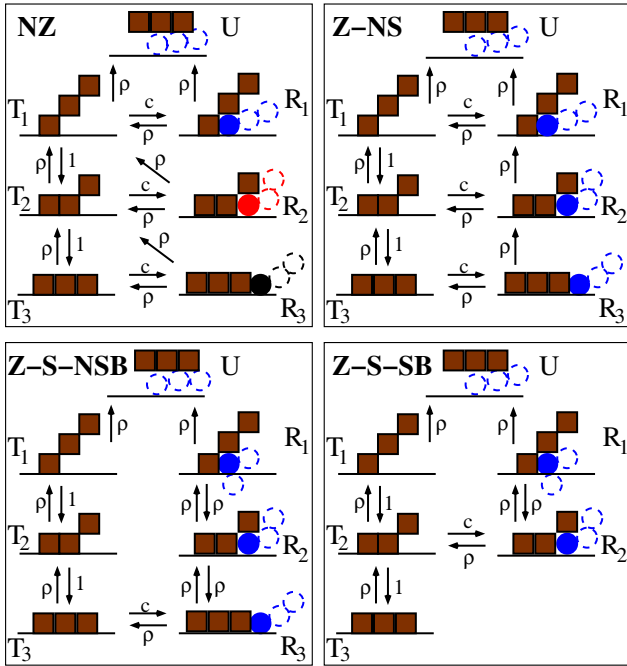 NZ U
ρ ρ
T1 c ρ R1
ρ 1 ρ
T2 c ρ R2
ρ 1 ρ
T3 c ρ R3
Z–NS U
ρ ρ
T1 c ρ R1
ρ 1 ρ
T2 c ρ R2
ρ 1 ρ
T3 c ρ R3
Z–S–NSB U
ρ ρ
T1 R1
ρ 1 ρ ρ
T2 R2
ρ 1 ρ ρ
T3 c ρ R3
Z–S–SB U
ρ ρ
T1 R1
ρ 1 ρ ρ
T2 c ρ R2
ρ 1
T3